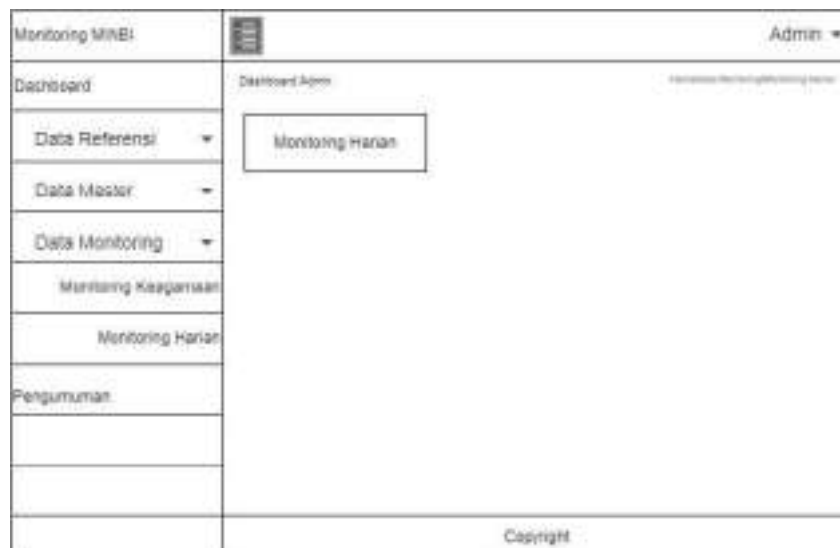 Monitoring MINBI
Admin
Dashboard
Dashboard Admin
Data Referensi
Monitoring Harian
Data Master
Data Monitoring
Monitoring Keagamaan
Monitoring Harian
Pengumuman
Copyright